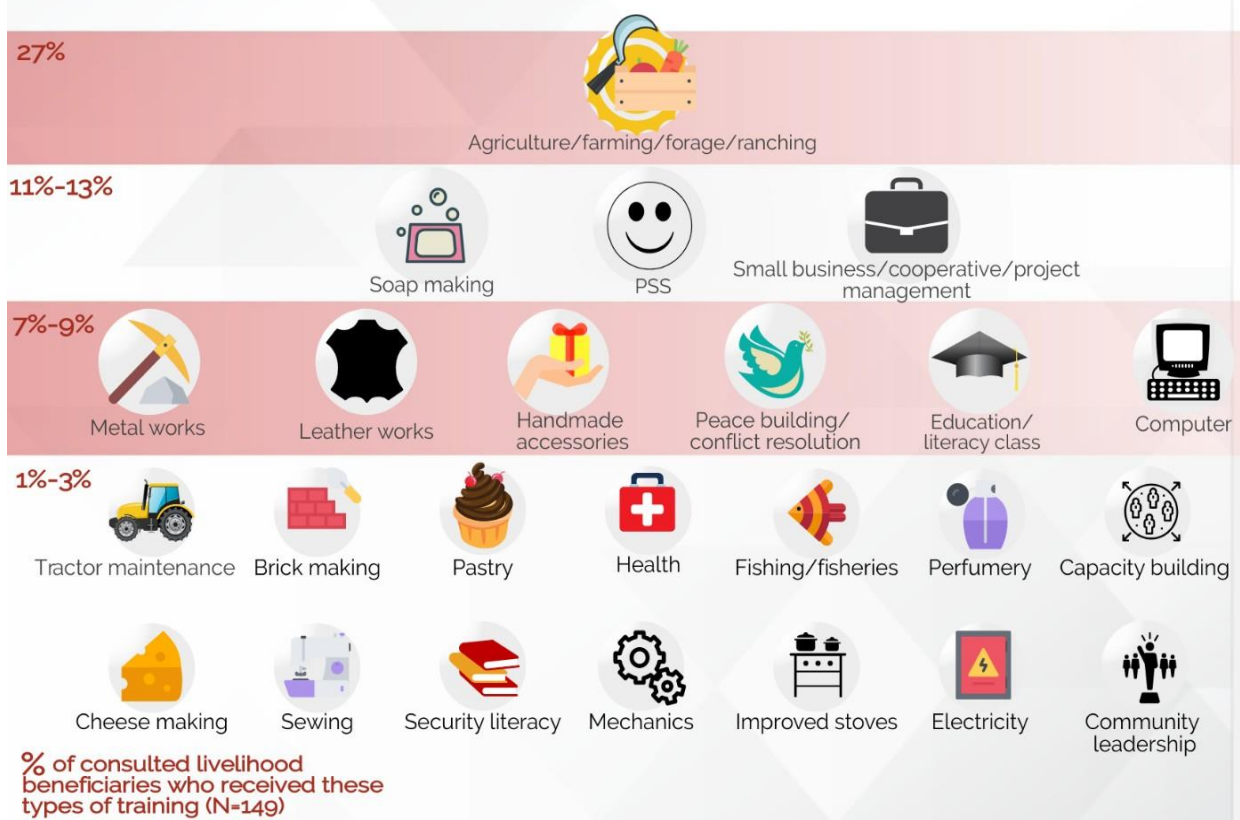 27%
Agriculture/farming/forage/ranching
11%-13%
Soap making
PSS
Small business/cooperative/project
management
7%-9%
Metal works
Leather works
Handmade
accessories
Peace building/
conflict resolution
Education/
literacy class
Computer
1%-3%
Tractor maintenance
Brick making
Pastry
Health
Fishing/fisheries
Perfumery
Capacity building
Cheese making
Sewing
Security literacy
Mechanics
Improved stoves
Electricity
Community
leadership
% of consulted livelihood
beneficiaries who received these
types of training (N=149)